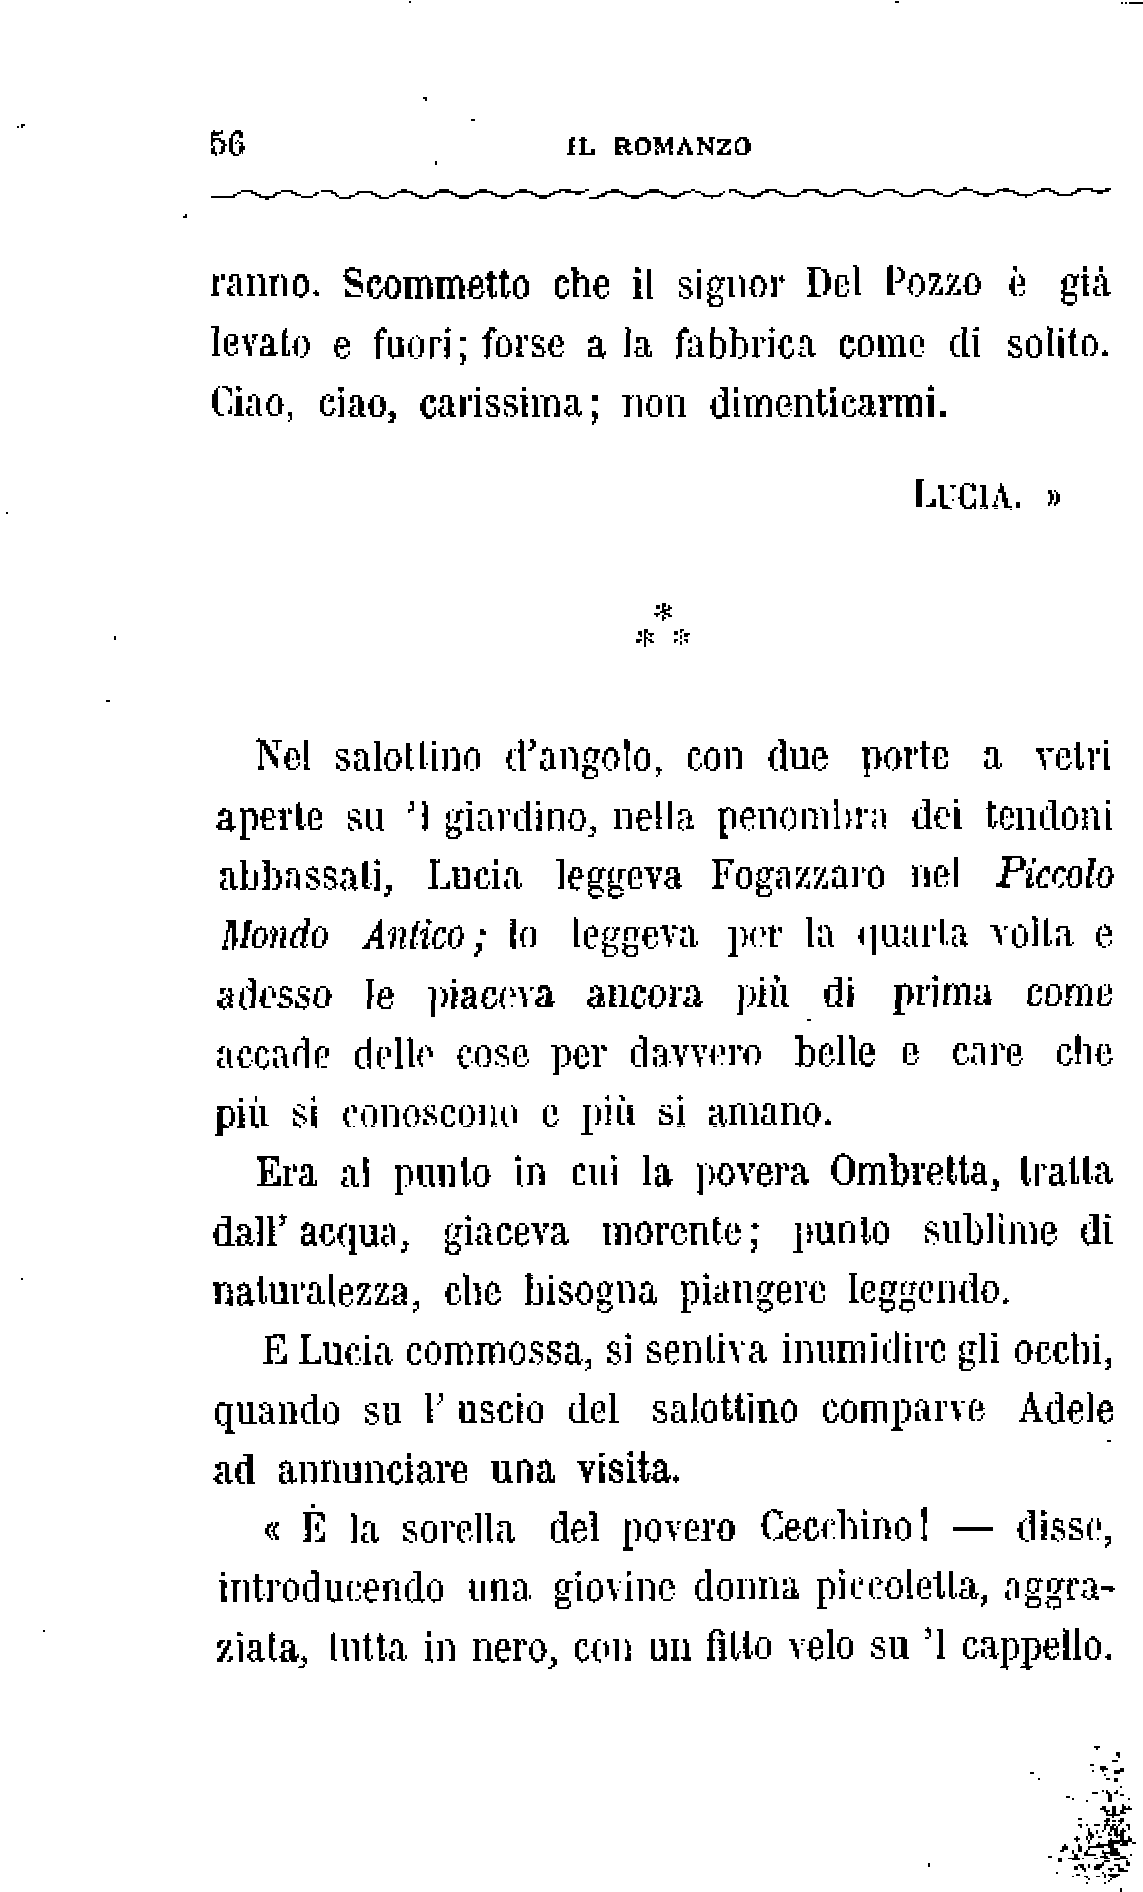 56 IL ROMANZO
ranno. Scommetto che il signor Del Pozzo è già
levato e fuori; forse a la fabbrica come di solito.
Ciao, ciao, carissima; non dimenticarmi.
LUCIA. »
*
* *
Nel salottino d'angolo, con due porte a vetri
aperte su 'l giardino, nella penombra dei tendoni
abbassati, Lucia leggeva Fogazzaro nel Piccolo
Mondo Antico; lo leggeva per la quarta volta e
adesso le piaceva ancora più di prima come
accade delle cose per davvero belle e care che
più si conoscono e più si amano.
Era al punto in cui la povera Ombretta, tratta
dall' acqua, giaceva morente; punto sublime di
naturalezza, che bisogna piangere leggendo.
E Lucia commossa, si sentiva inumidire gli occhi,
quando su l' uscio del salottino comparve Adele
ad annunciare una visita.
« È la sorella del povero Cecchino! — disse,
introducendo una giovine donna piccoletta, aggra-
ziata, tutta in nero, con un fitto velo su 'l cappello.